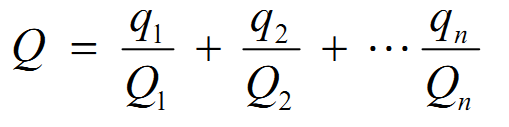 Q = q₁/Q₁ + q₂/Q₂ + ⋯ qₙ/Qₙ